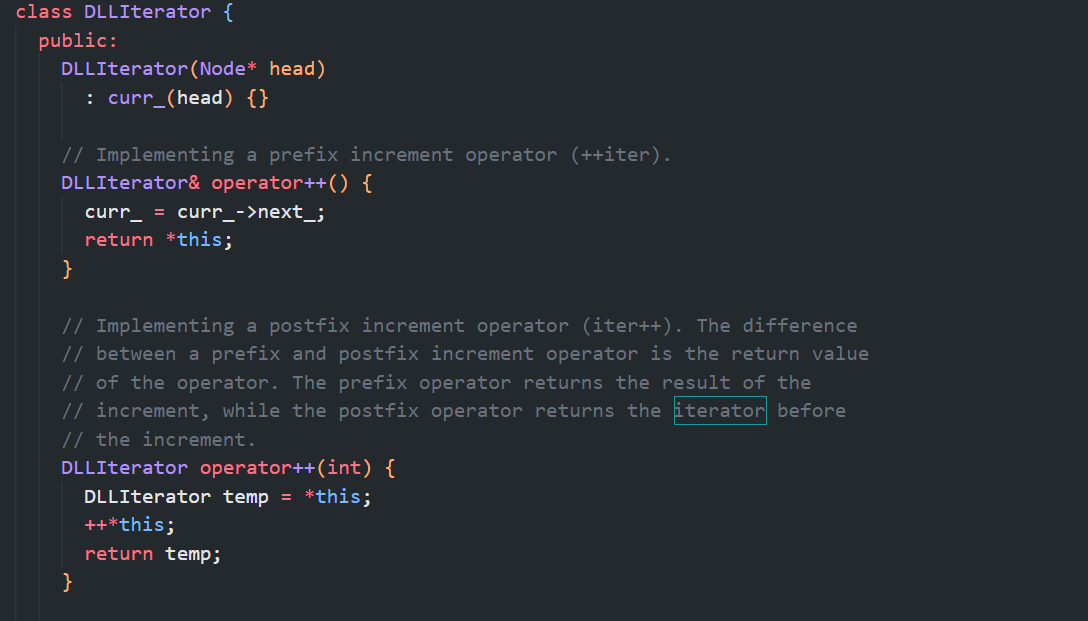 class DLLIterator {
public:
DLLIterator(Node* head)
: curr_(head) {}
// Implementing a prefix increment operator (++iter).
DLLIterator& operator++() {
curr_ = curr_->next_;
return *this;
}
// Implementing a postfix increment operator (iter++). The difference
// between a prefix and postfix increment operator is the return value
// of the operator. The prefix operator returns the result of the
// increment, while the postfix operator returns the iterator before
// the increment.
DLLIterator operator++(int) {
DLLIterator temp = *this;
++*this;
return temp;
}